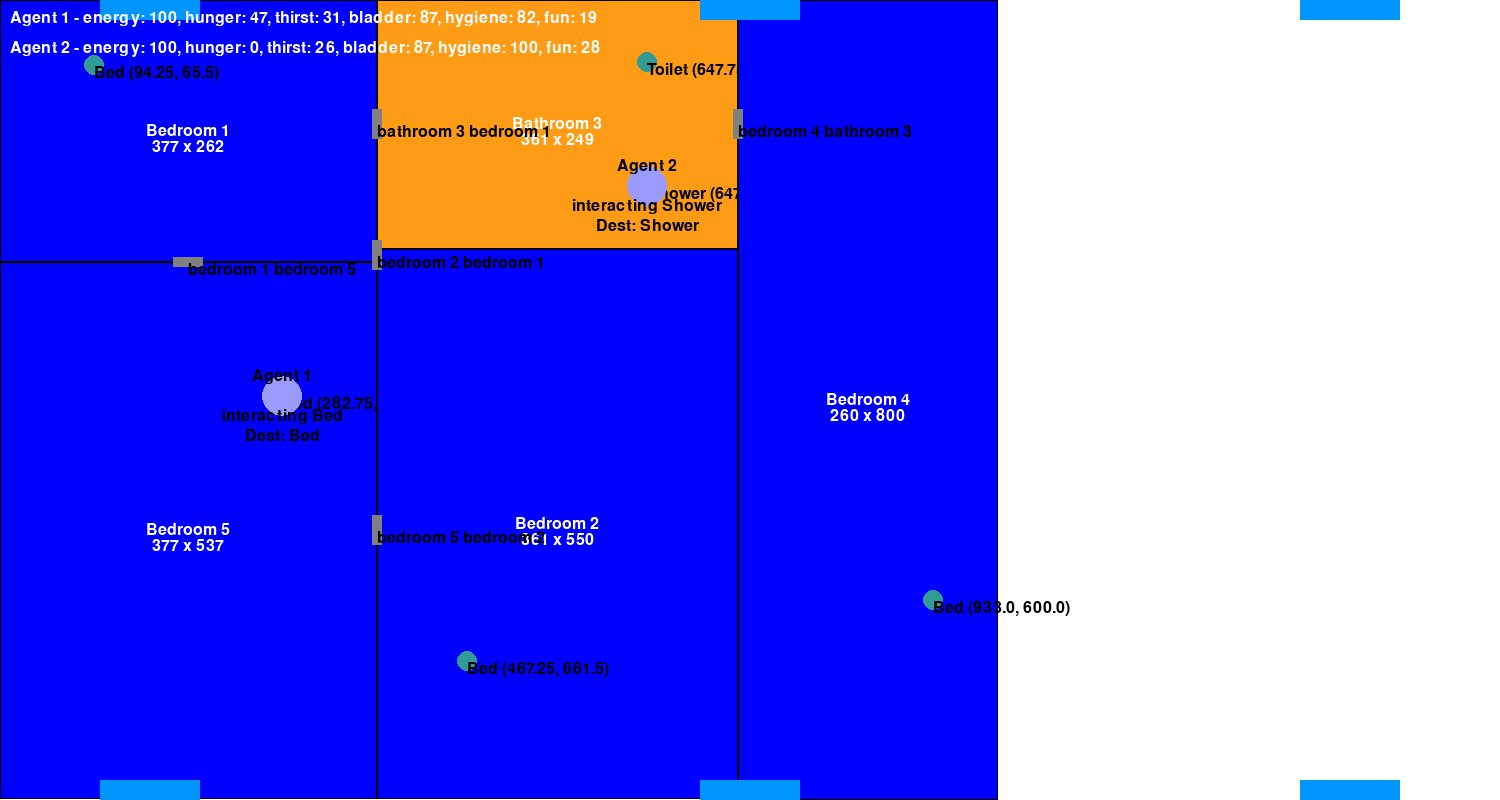 Agent 1 - energy: 100, hunger: 47, thirst: 31, bladder: 87, hygiene: 82, fun: 19
Agent 2 - energy: 100, hunger: 0, thirst: 26, bladder: 87, hygiene: 100, fun: 28
Bed (94.25, 65.5)
Toilet (647.7
Bedroom 1
377 x 262
bathroom 3 bedroom 1
Bathroom 3
361 x 249
bedroom 4 bathroom 3
Agent 2
hower (647
interacting Shower
Dest: Shower
bedroom 1 bedroom 5
bedroom 2 bedroom 1
Agent 1
d (282.75,
interacting Bed
Dest: Bed
Bedroom 4
260 x 800
Bedroom 5
377 x 537
Bedroom 2
361 x 550
bedroom 5 bedroom 2
Bed (933.0, 600.0)
Bed (467.25, 661.5)